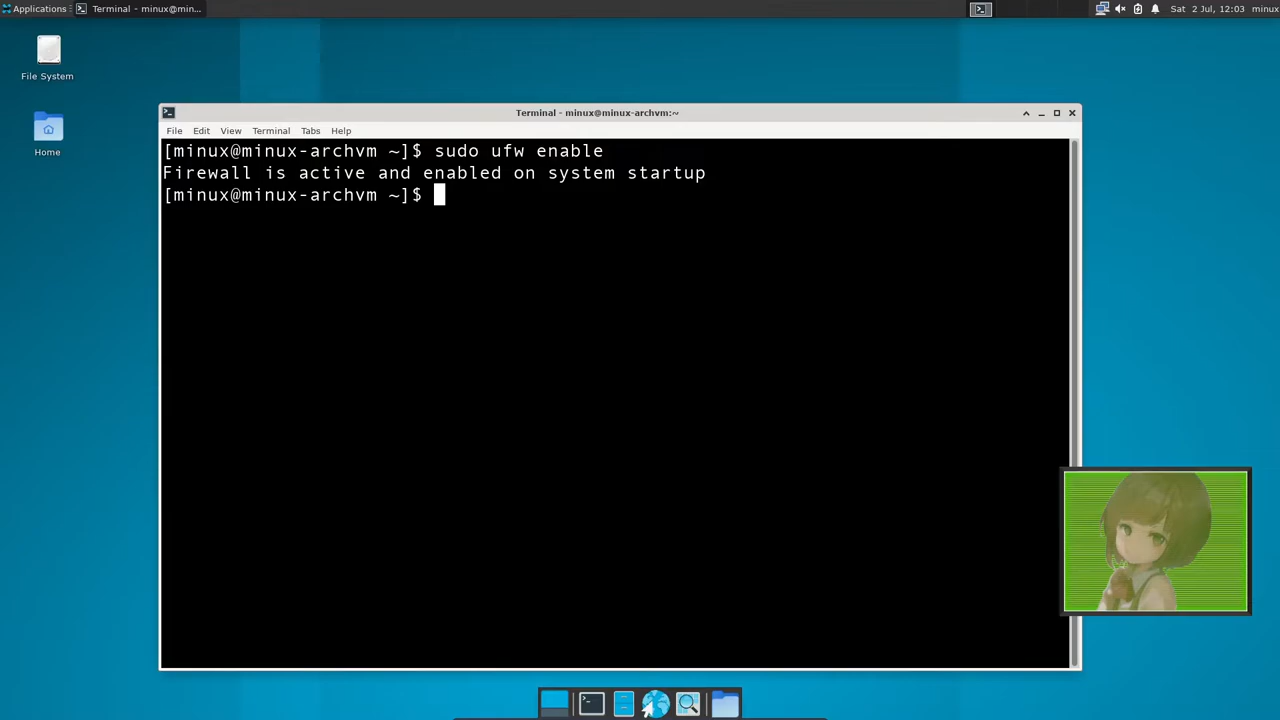 Applications
Terminal - minux@min...
Sat 2 Jul, 12:03
minux
File System
Home
Terminal - minux@minux-archvm:~
File Edit View Terminal Tabs Help
[minux@minux-archvm ~]$ sudo ufw enable
Firewall is active and enabled on system startup
[minux@minux-archvm ~]$